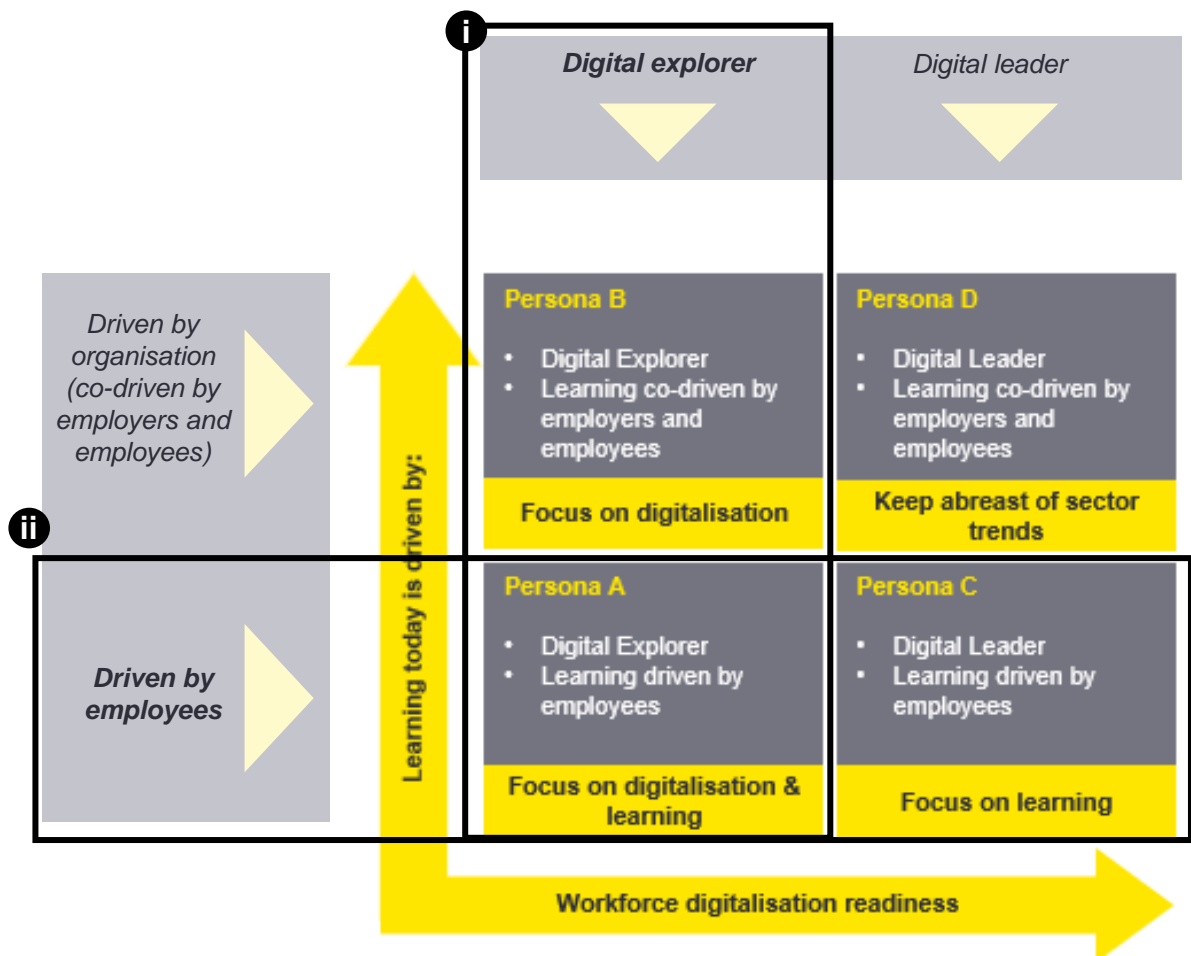 i
Digital explorer
Digital leader
Driven by
organisation
(co-driven by
employers and
employees)
Learning today is driven by:
Persona B
• Digital Explorer
• Learning co-driven by
employers and
employees
Focus on digitalisation
Persona D
• Digital Leader
• Learning co-driven by
employers and
employees
Keep abreast of sector
trends
ii
Driven by
employees
Persona A
• Digital Explorer
• Learning driven by
employees
Focus on digitalisation &
learning
Persona C
• Digital Leader
• Learning driven by
employees
Focus on learning
Workforce digitalisation readiness